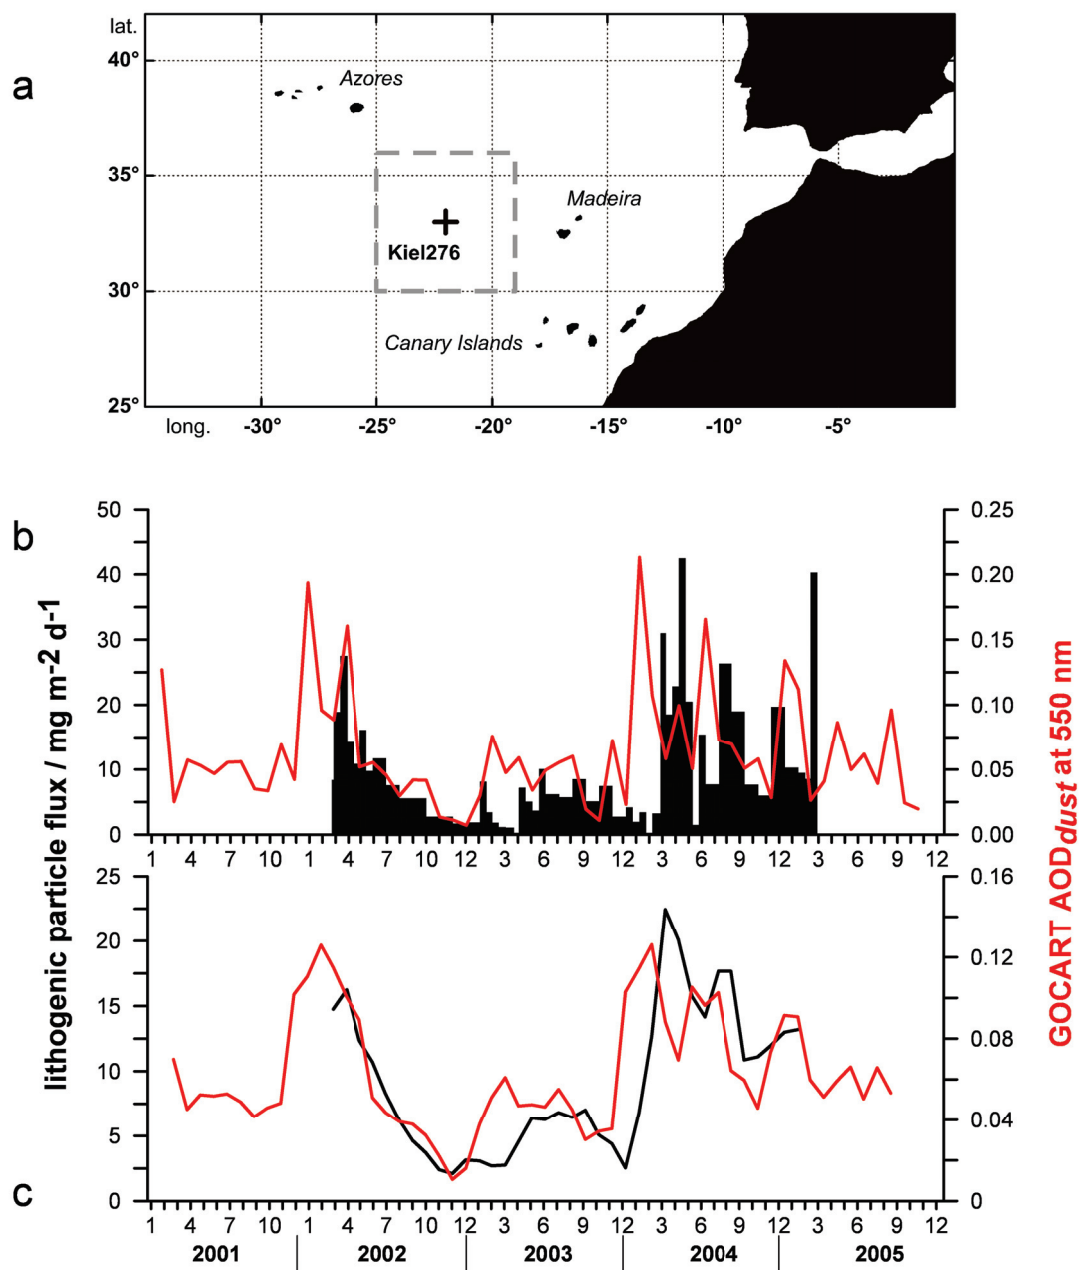 a
lat.
40°
35°
30°
25°
Azores
Madeira
Kiel276
Canary Islands
long. -30° -25° -20° -15° -10° -5°
b
50
40
30
20
10
0
0.25
0.20
0.15
0.10
0.05
0.00
1 4 7 10 1 4 7 10 12 3 6 9 12 3 6 9 12 3 6 9 12
lithogenic particle flux / mg m-2 d-1
GOCART AODdust at 550 nm
c
25
20
15
10
5
0
0.16
0.12
0.08
0.04
0
1 4 7 10 1 4 7 10 12 3 6 9 12 3 6 9 12 3 6 9 12
2001 2002 2003 2004 2005